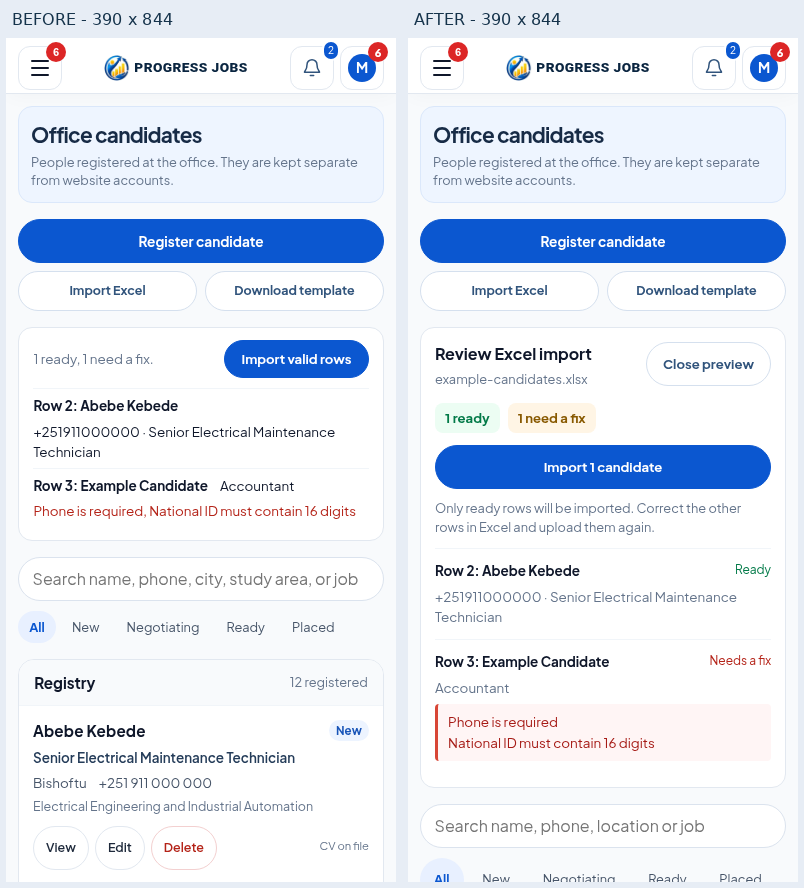 BEFORE - 390 x 844
6
PROGRESS JOBS
2
M
6
Office candidates
People registered at the office. They are kept separate
from website accounts.
Register candidate
Import Excel
Download template
1 ready, 1 need a fix.
Import valid rows
Row 2: Abebe Kebede
+251911000000 · Senior Electrical Maintenance
Technician
Row 3: Example Candidate Accountant
Phone is required, National ID must contain 16 digits
Search name, phone, city, study area, or job
All New Negotiating Ready Placed
Registry
12 registered
Abebe Kebede
New
Senior Electrical Maintenance Technician
Bishoftu +251 911 000 000
Electrical Engineering and Industrial Automation
View Edit Delete
CV on file
AFTER - 390 x 844
6
PROGRESS JOBS
2
M
6
Office candidates
People registered at the office. They are kept separate
from website accounts.
Register candidate
Import Excel
Download template
Review Excel import
example-candidates.xlsx
Close preview
1 ready
1 need a fix
Import 1 candidate
Only ready rows will be imported. Correct the other
rows in Excel and upload them again.
Row 2: Abebe Kebede
Ready
+251911000000 · Senior Electrical Maintenance
Technician
Row 3: Example Candidate
Needs a fix
Accountant
Phone is required
National ID must contain 16 digits
Search name, phone, location or job
All New Negotiating Ready Placed